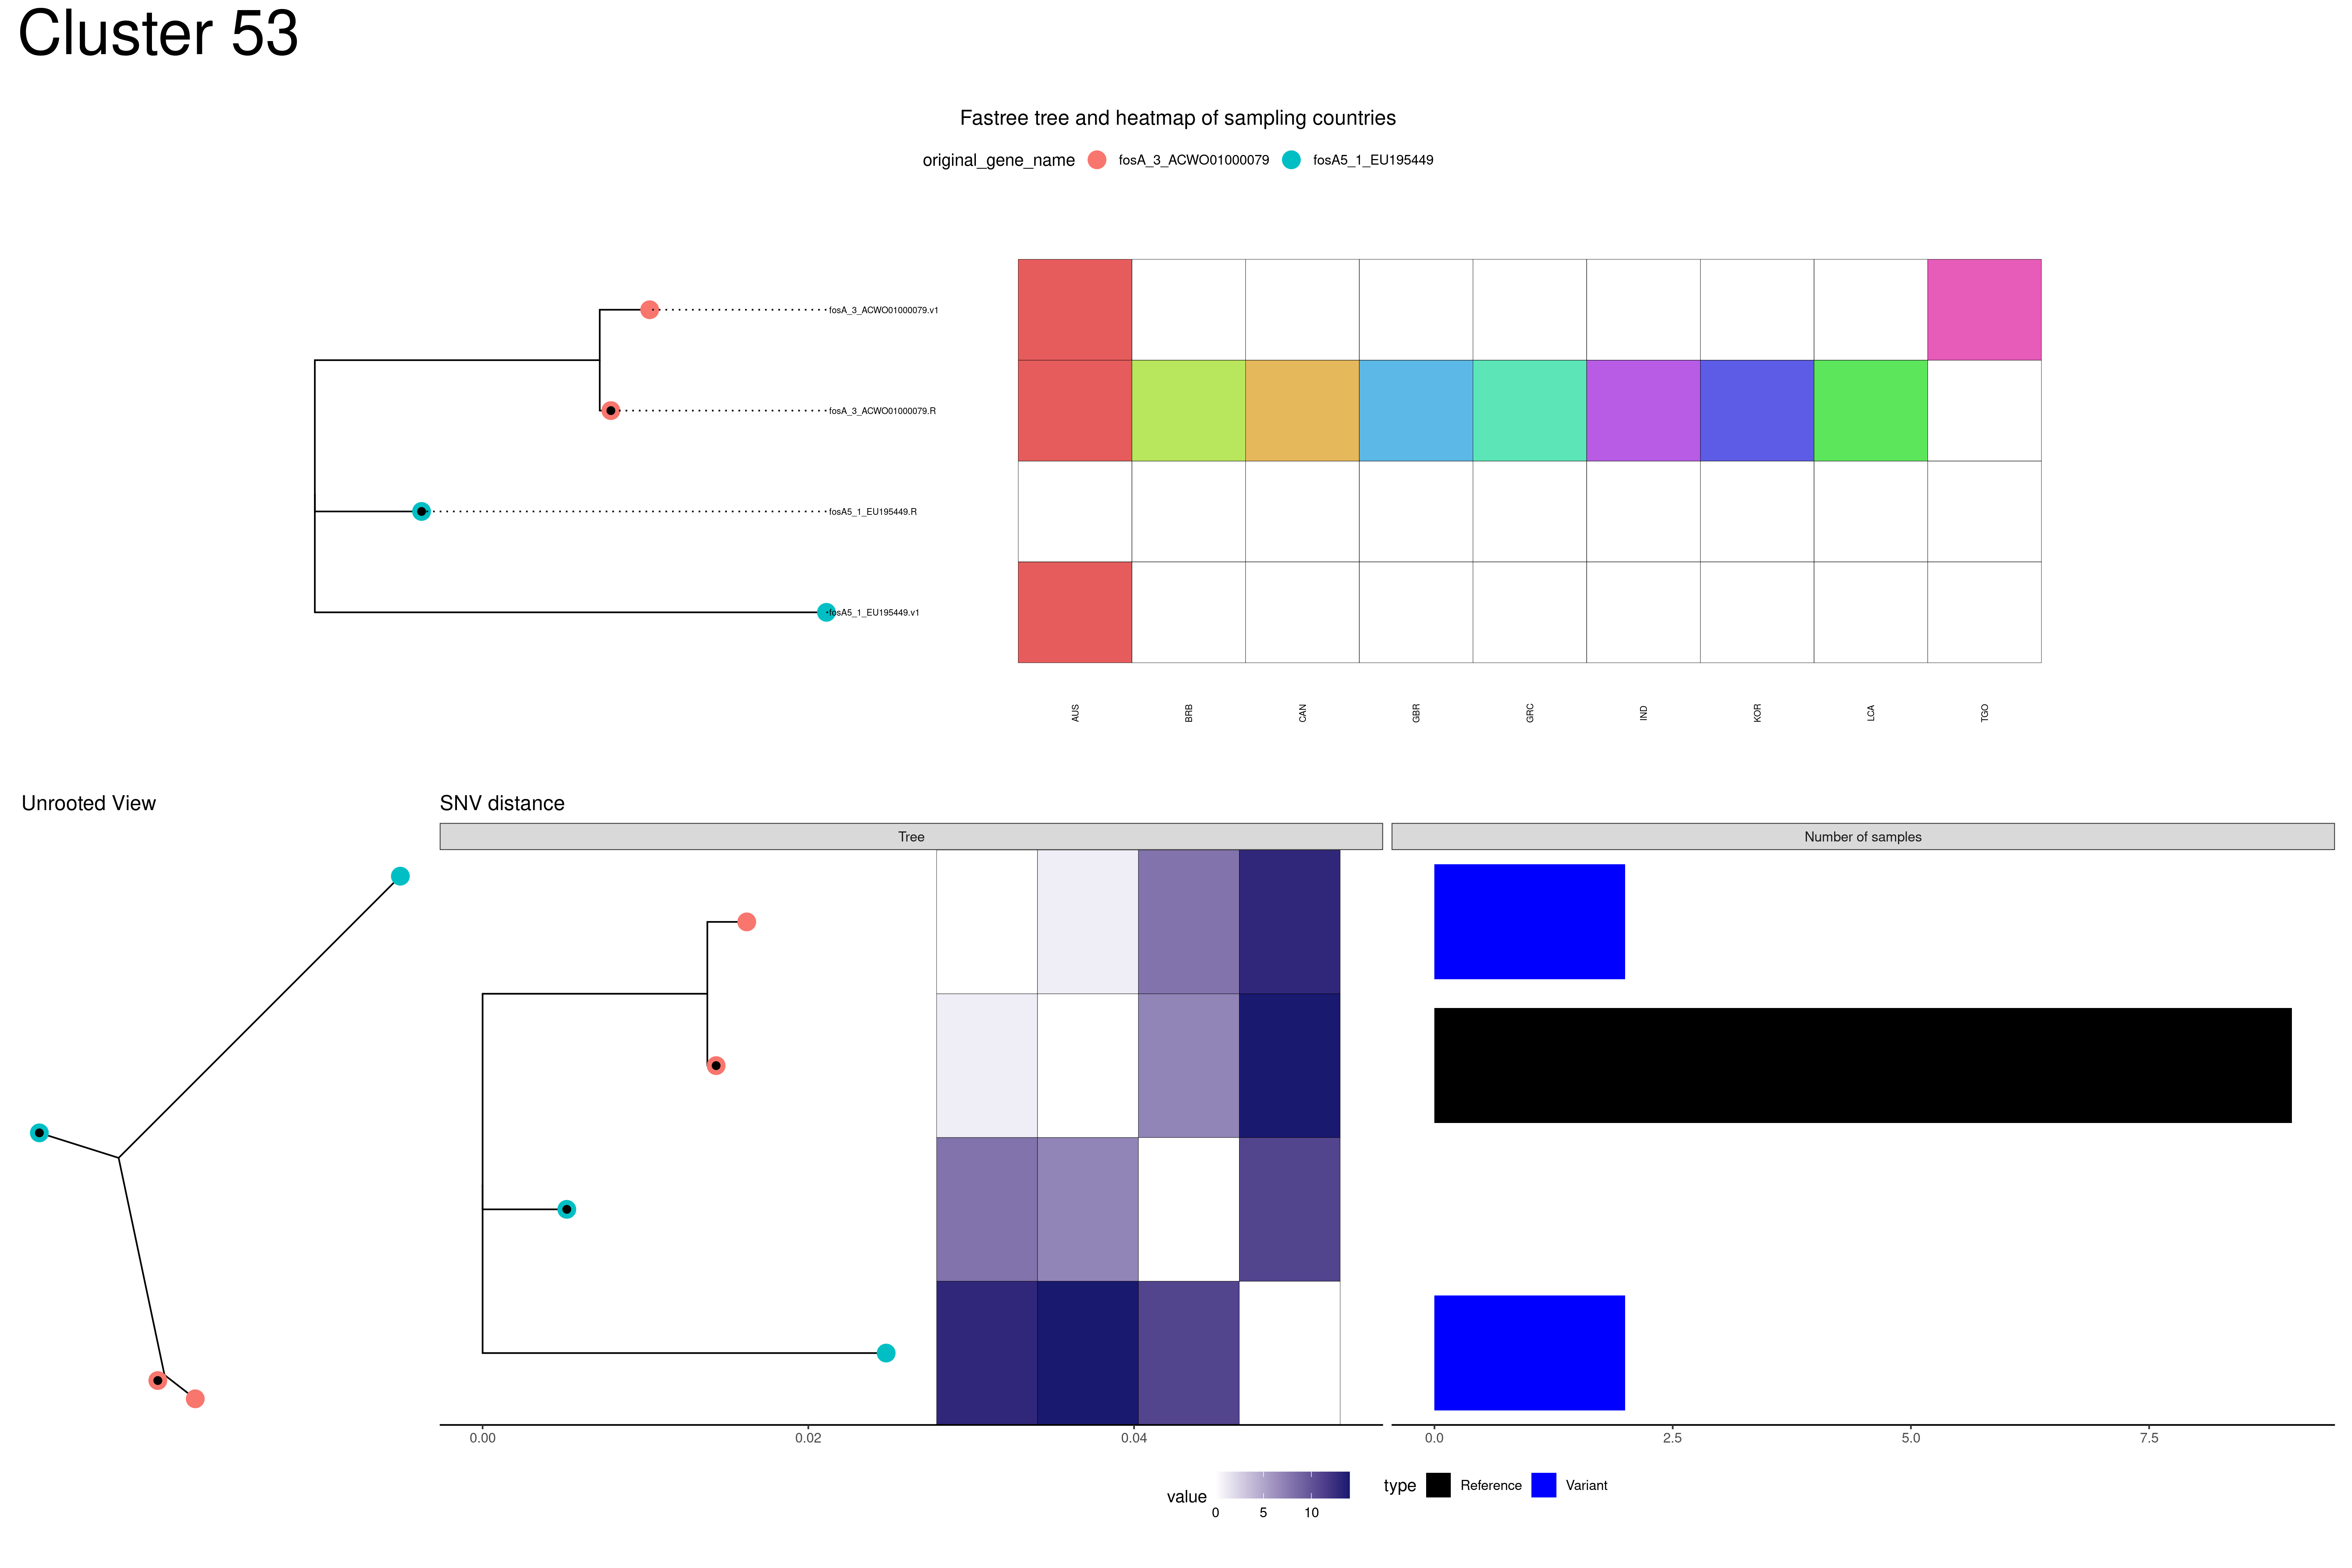 Cluster 53
Fastree tree and heatmap of sampling countries
original_gene_name fosA_3_ACWO01000079 fosA5_1_EU195449
fosA_3_ACWO01000079.v1
fosA_3_ACWO01000079.R
fosA5_1_EU195449.R
fosA5_1_EU195449.v1
AUS BRB CAN GBR GRC IND KOR LCA TGO
Unrooted View
SNV distance
Tree Number of samples
0.00 0.02 0.04 0.0 2.5 5.0 7.5
value 0 5 10
type Reference Variant